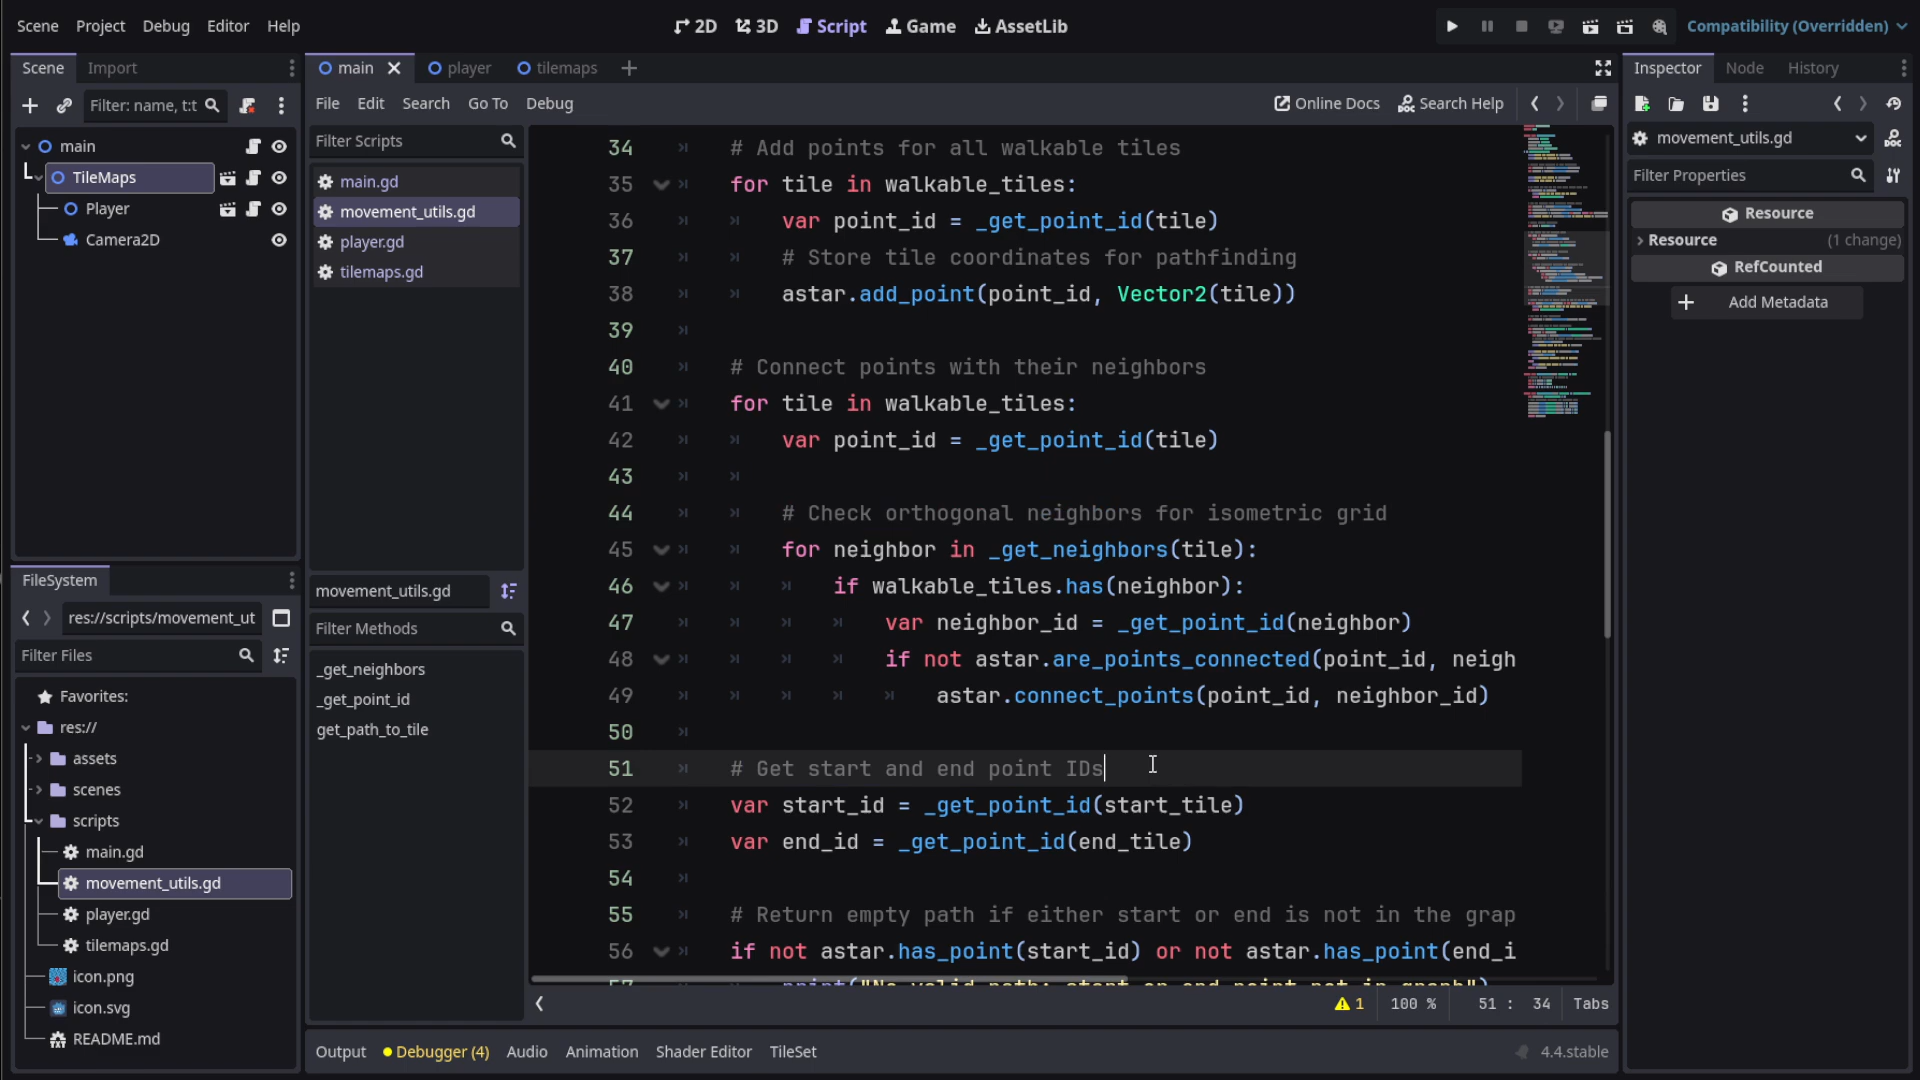 Scene Project Debug Editor Help
2D 3D Script Game AssetLib
Compatibility (Overridden)
Scene Import
Filter: name, t:t
main
TileMaps
Player
Camera2D
FileSystem
res://scripts/movement_ut
Filter Files
Favorites:
res://
assets
scenes
scripts
main.gd
movement_utils.gd
player.gd
tilemaps.gd
icon.png
icon.svg
README.md
main player tilemaps
File Edit Search Go To Debug
Online Docs Search Help
Filter Scripts
main.gd
movement_utils.gd
player.gd
tilemaps.gd
movement_utils.gd
Filter Methods
_get_neighbors
_get_point_id
get_path_to_tile
34 # Add points for all walkable tiles
35 for tile in walkable_tiles:
36 var point_id = _get_point_id(tile)
37 # Store tile coordinates for pathfinding
38 astar.add_point(point_id, Vector2(tile))
39
40 # Connect points with their neighbors
41 for tile in walkable_tiles:
42 var point_id = _get_point_id(tile)
43
44 # Check orthogonal neighbors for isometric grid
45 for neighbor in _get_neighbors(tile):
46 if walkable_tiles.has(neighbor):
47 var neighbor_id = _get_point_id(neighbor)
48 if not astar.are_points_connected(point_id, neigh
49 astar.connect_points(point_id, neighbor_id)
50
51 # Get start and end point IDs
52 var start_id = _get_point_id(start_tile)
53 var end_id = _get_point_id(end_tile)
54
55 # Return empty path if either start or end is not in the grap
56 if not astar.has_point(start_id) or not astar.has_point(end_i
1 100 % 51 : 34 Tabs
Output Debugger (4) Audio Animation Shader Editor TileSet
4.4.stable
Inspector Node History
movement_utils.gd
Filter Properties
Resource
Resource (1 change)
RefCounted
Add Metadata